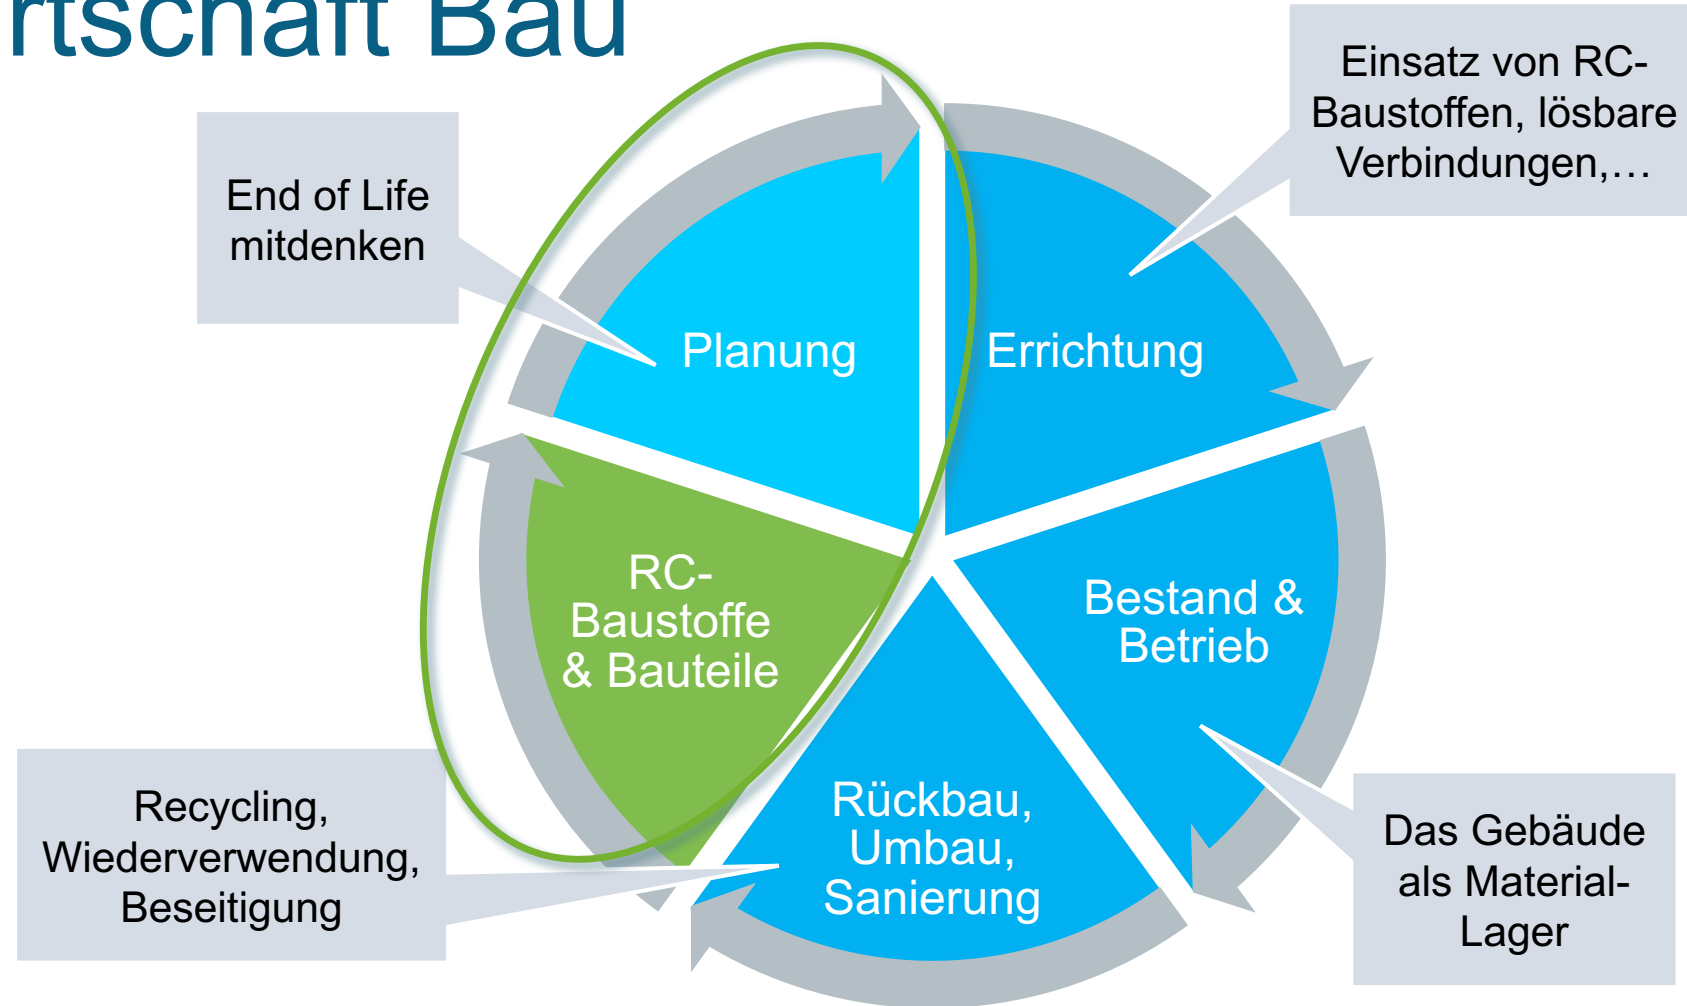 rtschaft Bau
Einsatz von RC-
Baustoffen, lösbare
Verbindungen,…
End of Life
mitdenken
Planung
Errichtung
RC-
Baustoffe
& Bauteile
Bestand &
Betrieb
Rückbau,
Umbau,
Sanierung
Recycling,
Wiederverwendung,
Beseitigung
Das Gebäude
als Material-
Lager